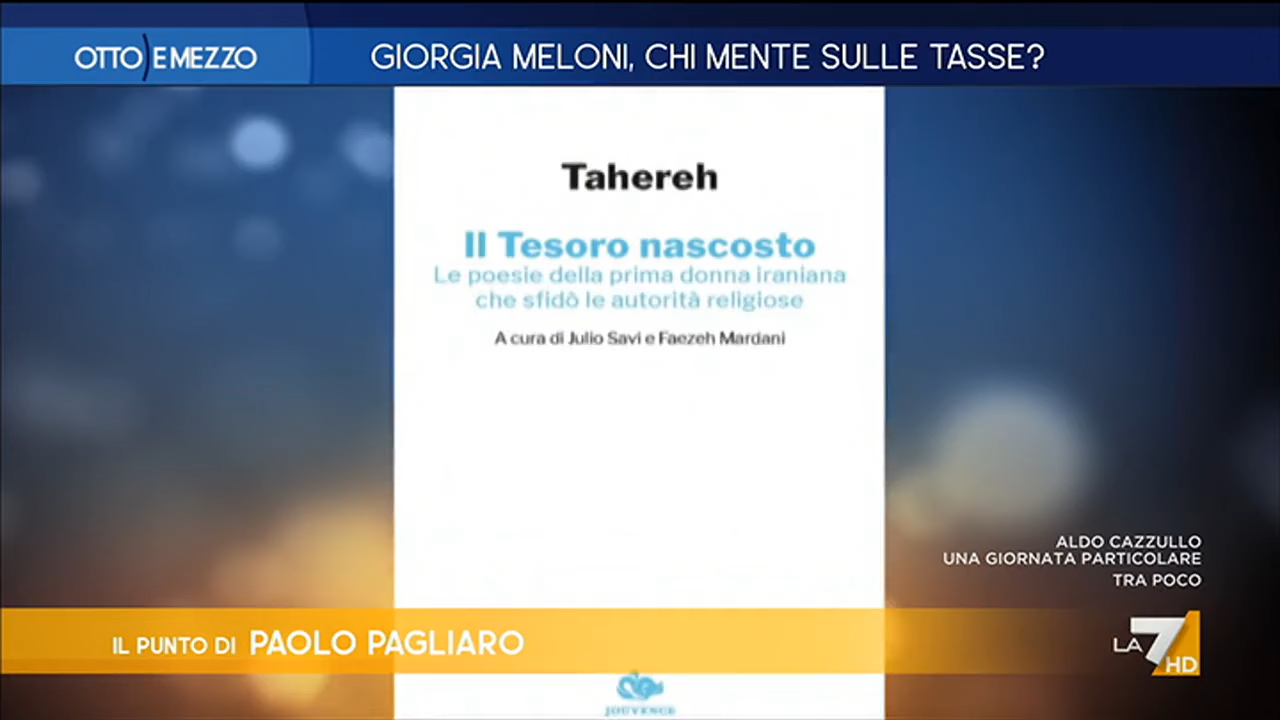 OTTO E MEZZO
GIORGIA MELONI, CHI MENTE SULLE TASSE?
Tahereh
Il Tesoro nascosto
Le poesie della prima donna iraniana
che sfidò le autorità religiose
A cura di Julio Savi e Faezeh Mardani
ALDO CAZZULLO
UNA GIORNATA PARTICOLARE
TRA POCO
IL PUNTO DI PAOLO PAGLIARO
LA 7 HD
JOUVENCE